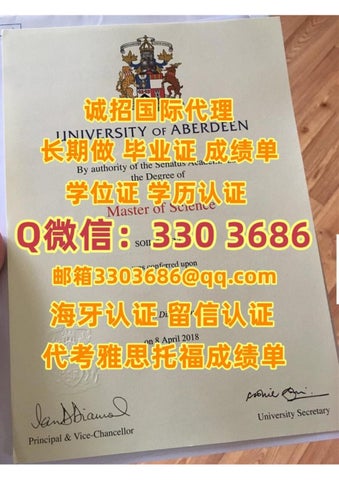 诚招国际代理
UNIVERSITY OF ABERDEEN
长期做 毕业证 成绩单
By authority of the Senatus
the Degree of
学位证 学历认证
Master of Science
Q微信：330 3686
conferred upon
邮箱3303686@qq.com
海牙认证 留信认证
on 8 April 2018
代考雅思托福成绩单
Principal & Vice-Chancellor
University Secretary